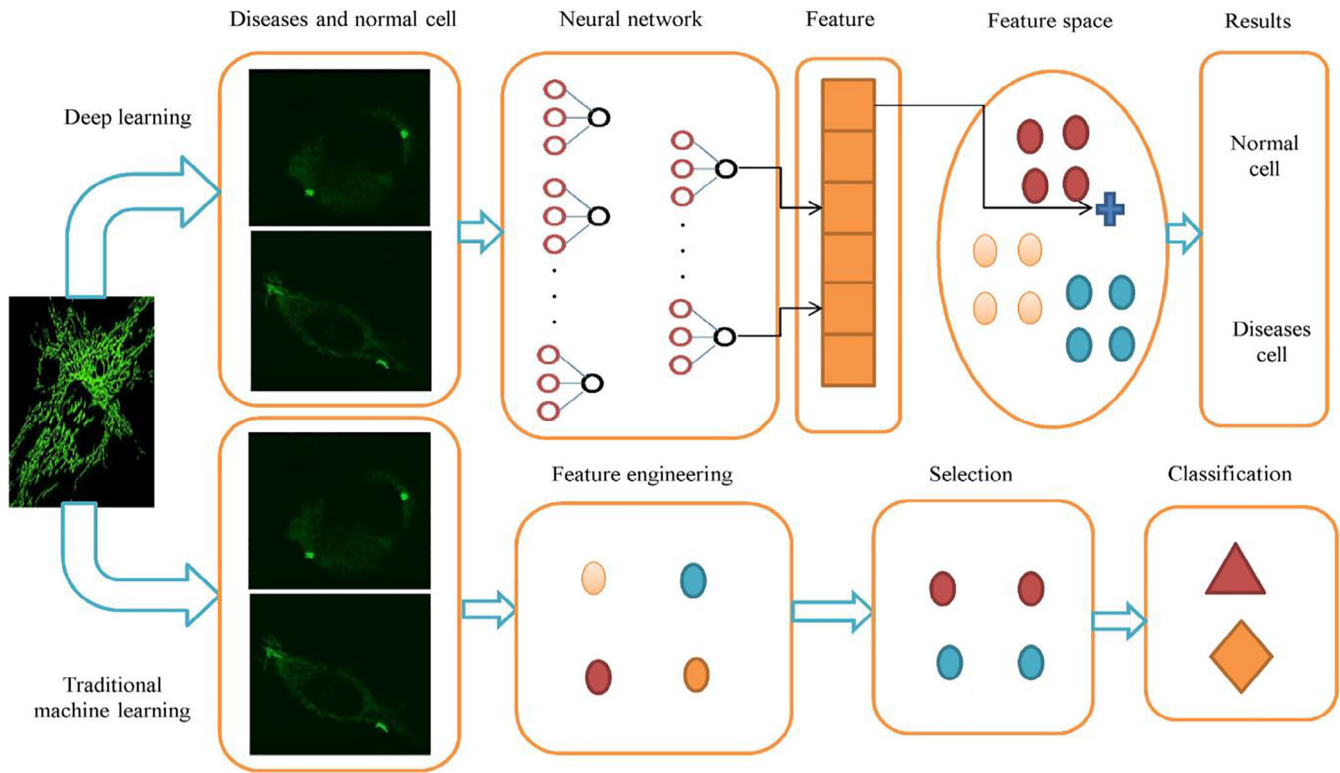 Diseases and normal cell
Neural network
Feature
Feature space
Results
Deep learning
Normal
cell
Diseases
cell
Feature engineering
Selection
Classification
Traditional
machine learning